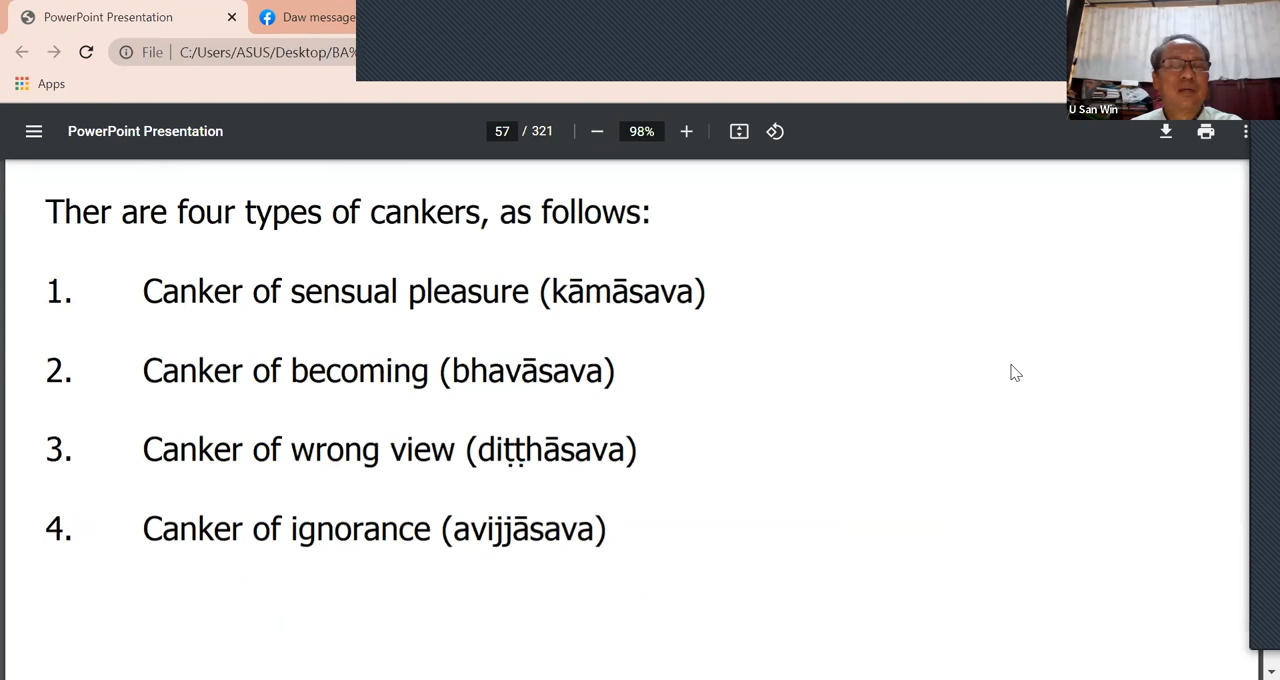 PowerPoint Presentation
Daw message
File
C:/Users/ASUS/Desktop/BA%
Apps
U San Win
PowerPoint Presentation
57 / 321
98%
Ther are four types of cankers, as follows:
1. Canker of sensual pleasure (kāmāsava)
2. Canker of becoming (bhavāsava)
3. Canker of wrong view (diṭṭhāsava)
4. Canker of ignorance (avijjāsava)